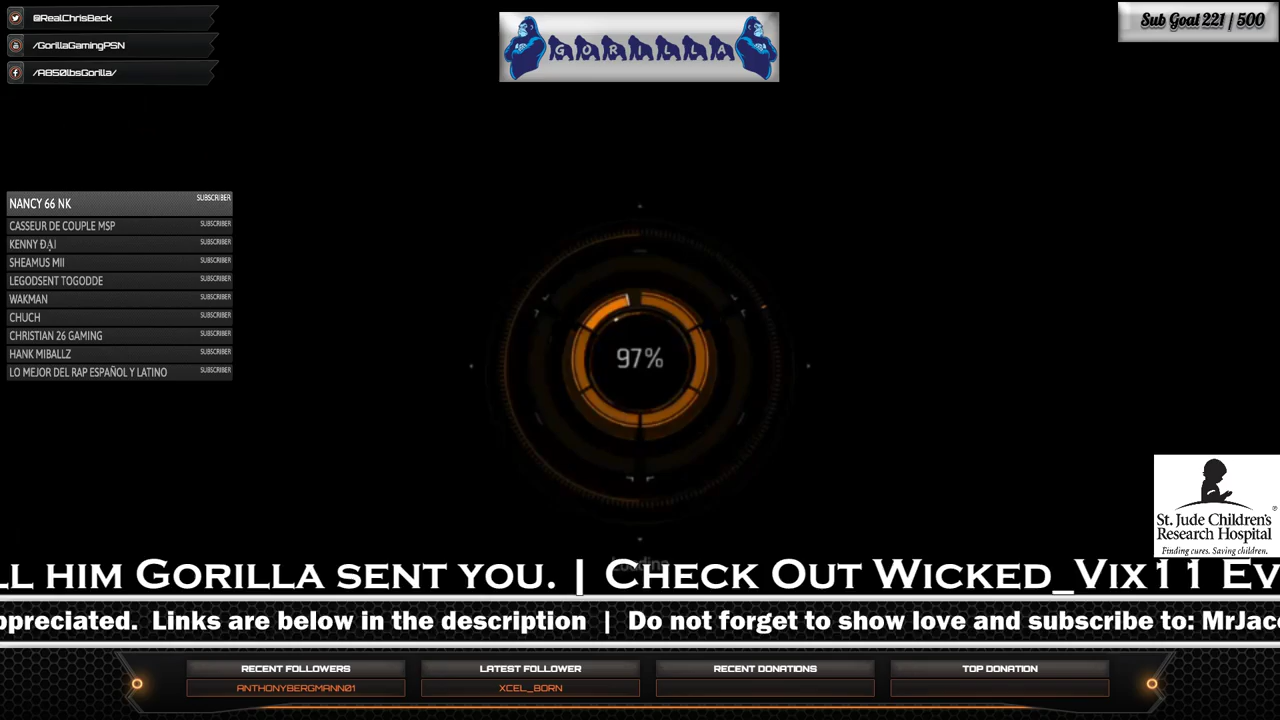 @RealChrisBeck
/GorillaGamingPSN
/A850lbsGorilla/
GORILLA
Sub Goal 221 / 500
NANCY 66 NK SUBSCRIBER
CASSEUR DE COUPLE MSP SUBSCRIBER
KENNY ĐẠI SUBSCRIBER
SHEAMUS MII SUBSCRIBER
LEGODSENT TOGODDE SUBSCRIBER
WAKMAN SUBSCRIBER
CHUCH SUBSCRIBER
CHRISTIAN 26 GAMING SUBSCRIBER
HANK MIBALLZ SUBSCRIBER
LO MEJOR DEL RAP ESPAÑOL Y LATINO SUBSCRIBER
97%
St. Jude Children's
Research Hospital
Finding cures. Saving children.
Loading
LL HIM GORILLA SENT YOU. | CHECK OUT WICKED_VIX11 EV
ppreciated. Links are below in the description | Do not forget to show love and subscribe to: MrJac
RECENT FOLLOWERS LATEST FOLLOWER RECENT DONATIONS TOP DONATION
ANTHONYBERGMANN01 XCEL_BORN